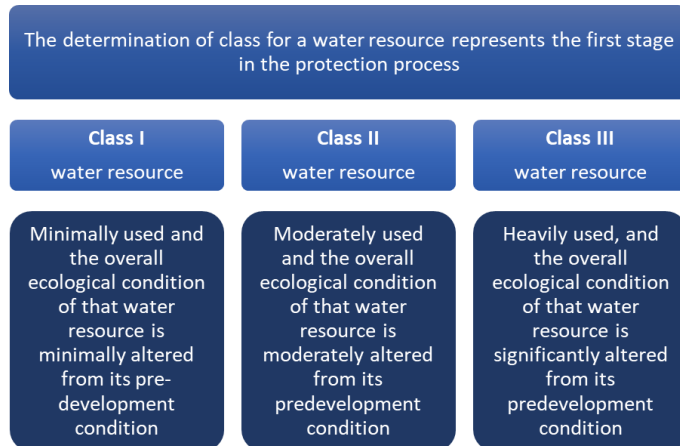 The determination of class for a water resource represents the first stage
in the protection process
Class I
water resource
Class II
water resource
Class III
water resource
Minimally used and
the overall
ecological condition
of that water
resource is
minimally altered
from its pre-
development
condition
Moderately used
and the overall
ecological condition
of that water
resource is
moderately altered
from its
predevelopment
condition
Heavily used, and
the overall
ecological condition
of that water
resource is
significantly altered
from its
predevelopment
condition